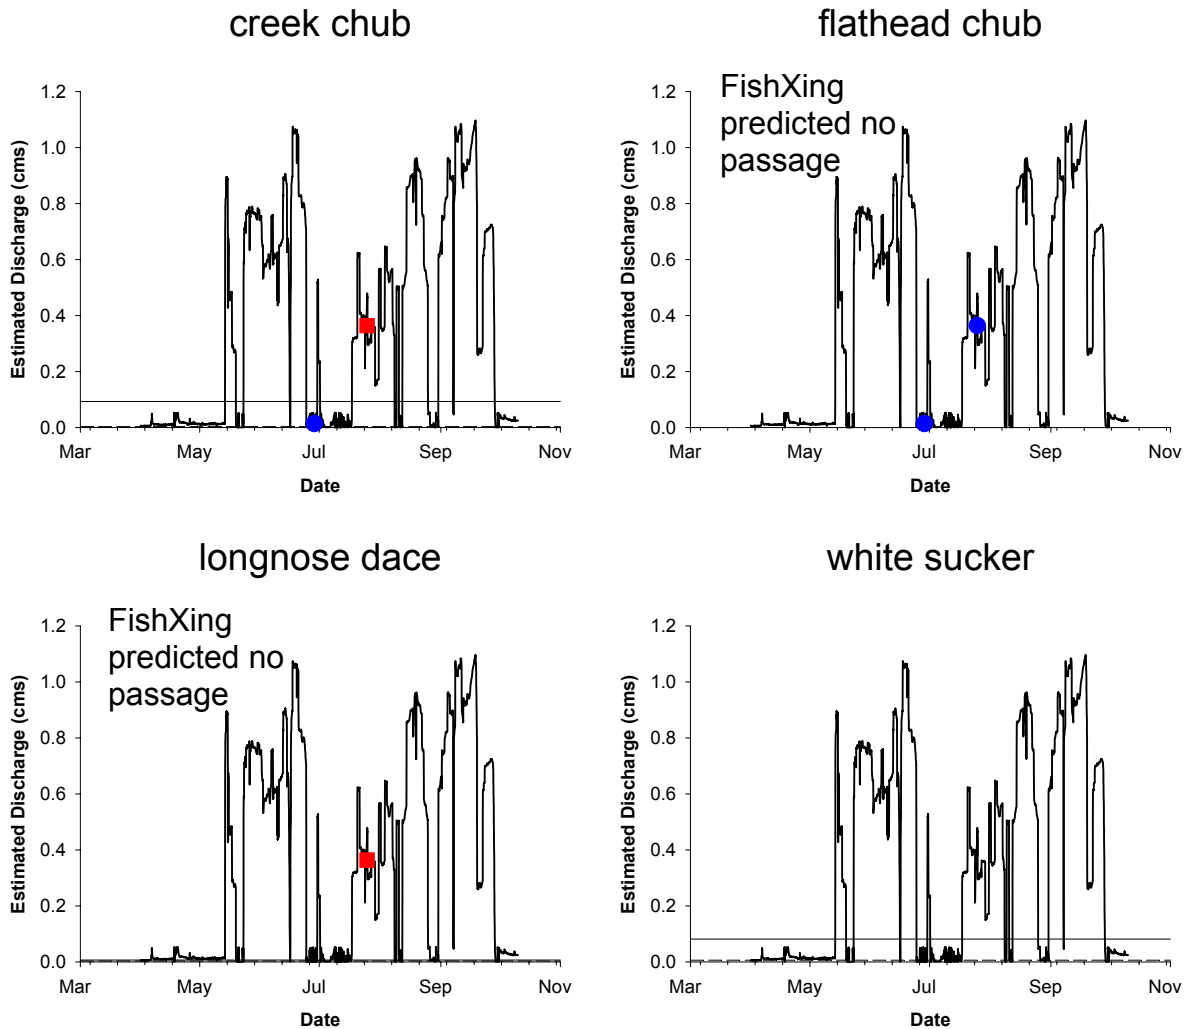 creek chub
1.2
1.0
0.8
0.6
0.4
0.2
0.0
Estimated Discharge (cms)
Mar May Jul Sep Nov
Date
flathead chub
FishXing
predicted no
passage
1.2
1.0
0.8
0.6
0.4
0.2
0.0
Estimated Discharge (cms)
Mar May Jul Sep Nov
Date
longnose dace
FishXing
predicted no
passage
1.2
1.0
0.8
0.6
0.4
0.2
0.0
Estimated Discharge (cms)
Mar May Jul Sep Nov
Date
white sucker
1.2
1.0
0.8
0.6
0.4
0.2
0.0
Estimated Discharge (cms)
Mar May Jul Sep Nov
Date